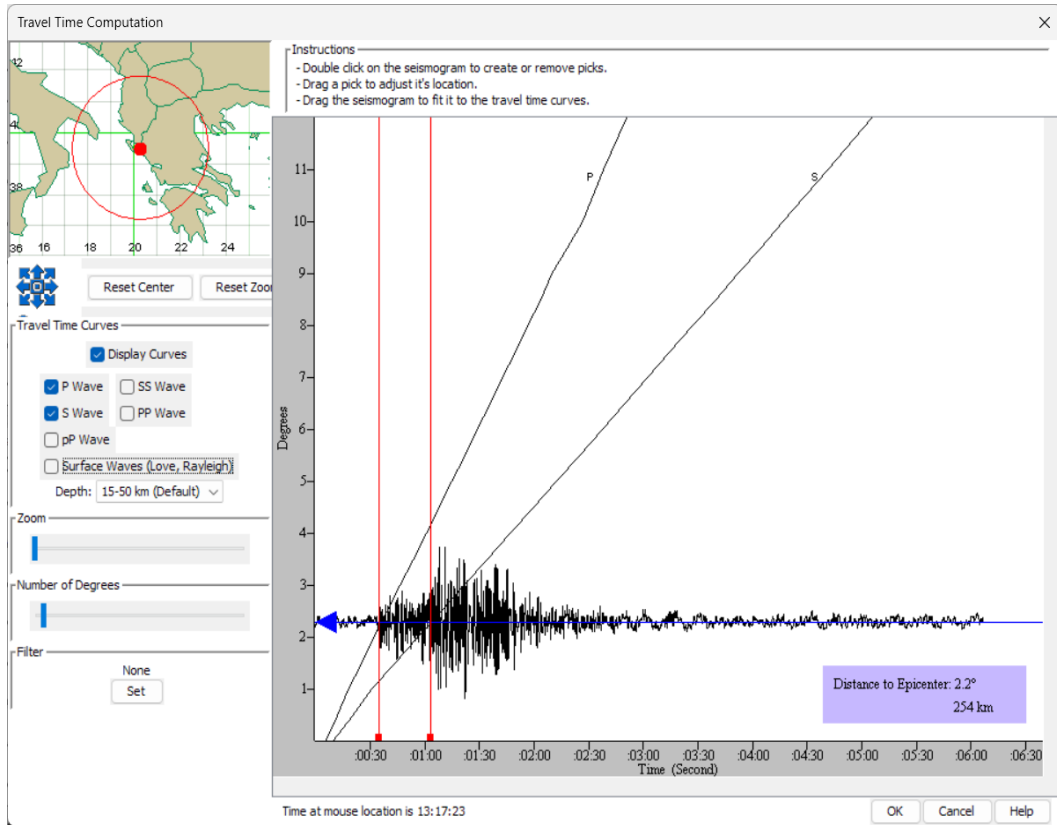 Travel Time Computation
42
40
38
36 16 18 20 22 24
Reset Center
Reset Zoo
Travel Time Curves
Display Curves
P Wave
SS Wave
S Wave
PP Wave
pP Wave
Surface Waves (Love, Rayleigh)
Depth: 15-50 km (Default)
Zoom
Number of Degrees
Filter
None
Set
Instructions
- Double click on the seismogram to create or remove picks.
- Drag a pick to adjust it's location.
- Drag the seismogram to fit it to the travel time curves.
P
S
Degrees
11
10
9
8
7
6
5
4
3
2
1
Distance to Epicenter: 2.2°
254 km
:00:30 :01:00 :01:30 :02:00 :02:30 :03:00 :03:30 :04:00 :04:30 :05:00 :05:30 :06:00 :06:30
Time (Second)
Time at mouse location is 13:17:23
OK
Cancel
Help